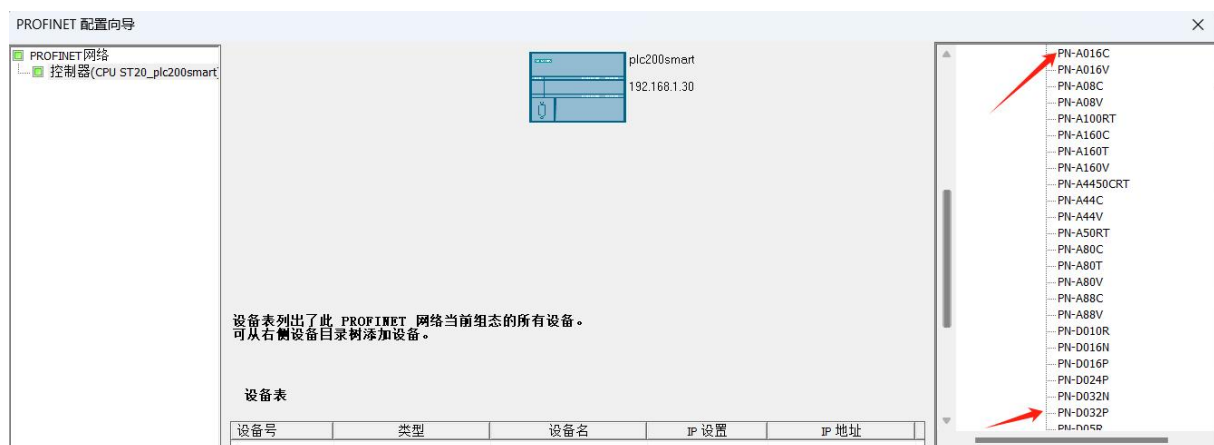 PROFINET 配置向导
PROFINET网络
控制器(CPU ST20_plc200smart)
plc200smart
192.168.1.30
设备表列出了此 PROFINET 网络当前组态的所有设备。
可从右侧设备目录树添加设备。
设备表
设备号 类型 设备名 IP 设置 IP 地址
PN-A016C
PN-A016V
PN-A08C
PN-A08V
PN-A100RT
PN-A160C
PN-A160T
PN-A160V
PN-A4450CRT
PN-A44C
PN-A44V
PN-A50RT
PN-A80C
PN-A80T
PN-A80V
PN-A88C
PN-A88V
PN-D010R
PN-D016N
PN-D016P
PN-D024P
PN-D032N
PN-D032P
PN-D05R